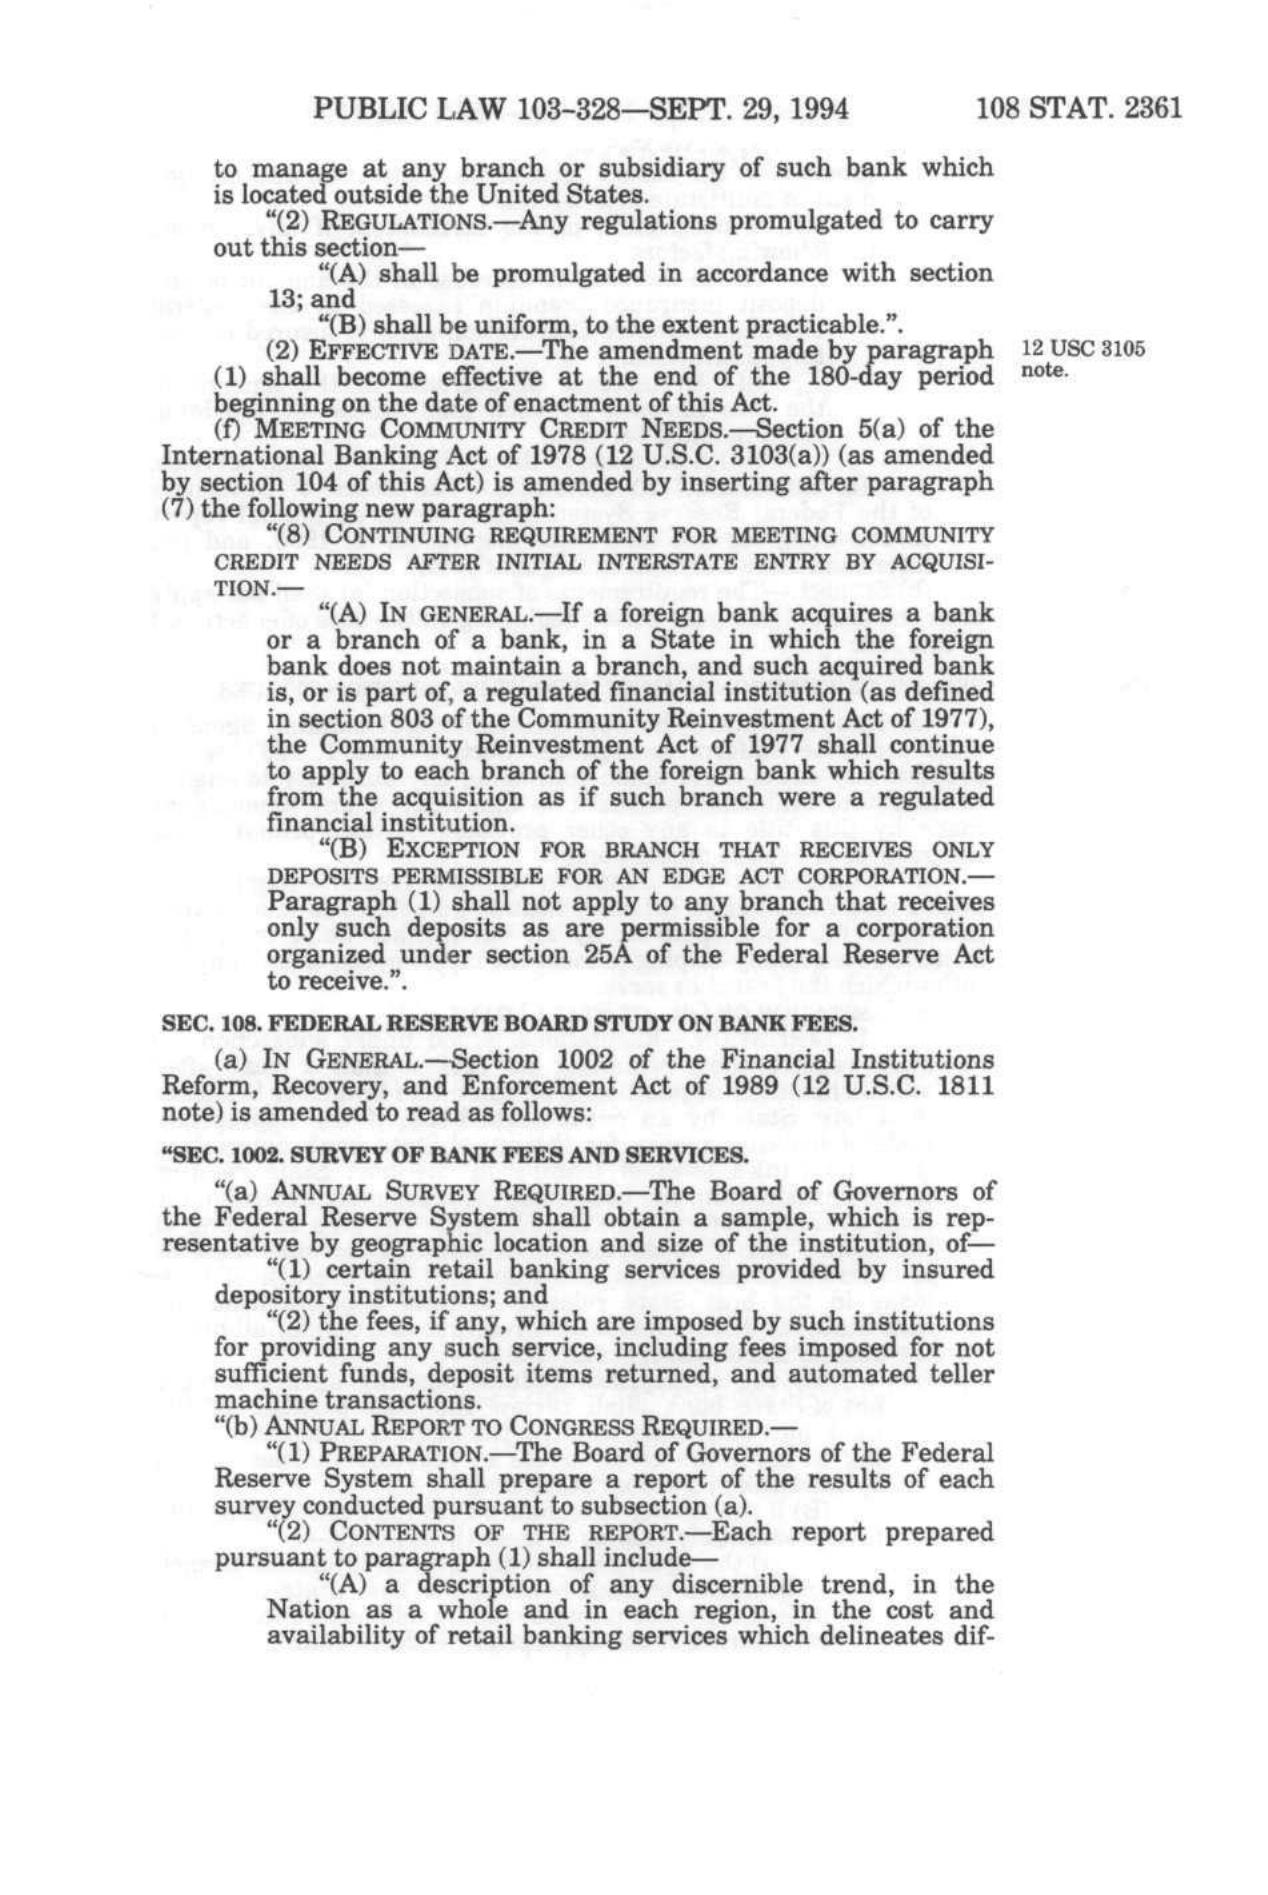 PUBLIC LAW 103-328—SEPT. 29, 1994 108 STAT. 2361
to manage at any branch or subsidiary of such bank which
is located outside the United States.
"(2) REGULATIONS.—Any regulations promulgated to carry
out this section—
"(A) shall be promulgated in accordance with section
13; and
"(B) shall be uniform, to the extent practicable.".
(2) EFFECTIVE DATE.—The amendment made by paragraph
(1) shall become effective at the end of the 180-day period
beginning on the date of enactment of this Act.
12 USC 3105
note.
(f) MEETING COMMUNITY CREDIT NEEDS.—Section 5(a) of the
International Banking Act of 1978 (12 U.S.C. 3103(a)) (as amended
by section 104 of this Act) is amended by inserting after paragraph
(7) the following new paragraph:
"(8) CONTINUING REQUIREMENT FOR MEETING COMMUNITY
CREDIT NEEDS AFTER INITIAL INTERSTATE ENTRY BY ACQUISI-
TION.—
"(A) IN GENERAL.—If a foreign bank acquires a bank
or a branch of a bank, in a State in which the foreign
bank does not maintain a branch, and such acquired bank
is, or is part of, a regulated financial institution (as defined
in section 803 of the Community Reinvestment Act of 1977),
the Community Reinvestment Act of 1977 shall continue
to apply to each branch of the foreign bank which results
from the acquisition as if such branch were a regulated
financial institution.
"(B) EXCEPTION FOR BRANCH THAT RECEIVES ONLY
DEPOSITS PERMISSIBLE FOR AN EDGE ACT CORPORATION.—
Paragraph (1) shall not apply to any branch that receives
only such deposits as are permissible for a corporation
organized under section 25A of the Federal Reserve Act
to receive.".
SEC. 108. FEDERAL RESERVE BOARD STUDY ON BANK FEES.
(a) IN GENERAL.—Section 1002 of the Financial Institutions
Reform, Recovery, and Enforcement Act of 1989 (12 U.S.C. 1811
note) is amended to read as follows:
"SEC. 1002. SURVEY OF BANK FEES AND SERVICES.
"(a) ANNUAL SURVEY REQUIRED.—The Board of Governors of
the Federal Reserve System shall obtain a sample, which is rep-
resentative by geographic location and size of the institution, of—
"(1) certain retail banking services provided by insured
depository institutions; and
"(2) the fees, if any, which are imposed by such institutions
for providing any such service, including fees imposed for not
sufficient funds, deposit items returned, and automated teller
machine transactions.
"(b) ANNUAL REPORT TO CONGRESS REQUIRED.—
"(1) PREPARATION.—The Board of Governors of the Federal
Reserve System shall prepare a report of the results of each
survey conducted pursuant to subsection (a).
"(2) CONTENTS OF THE REPORT.—Each report prepared
pursuant to paragraph (1) shall include—
"(A) a description of any discernible trend, in the
Nation as a whole and in each region, in the cost and
availability of retail banking services which delineates dif-